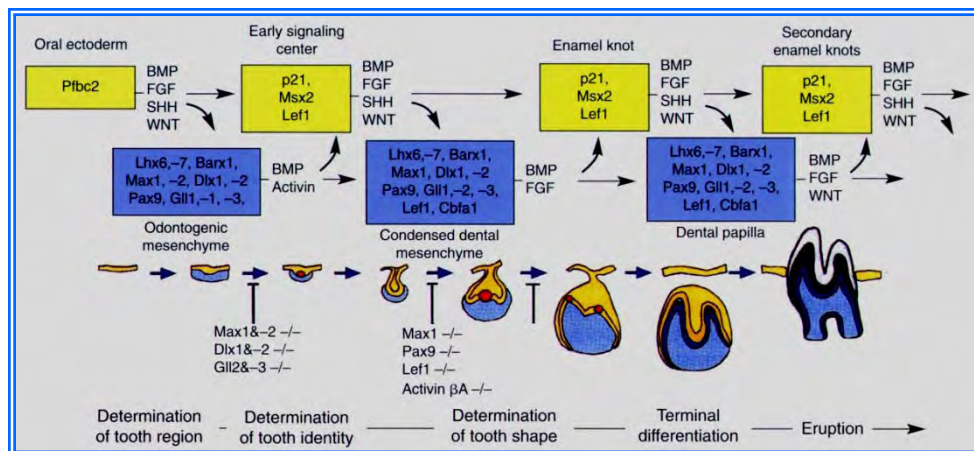 Oral ectoderm
Pfbc2
BMP
FGF
SHH
WNT
Early signaling
center
p21,
Msx2
Lef1
BMP
FGF
SHH
WNT
Enamel knot
p21,
Msx2
Lef1
BMP
FGF
SHH
WNT
Secondary
enamel knots
p21,
Msx2
Lef1
BMP
FGF
SHH
WNT
Lhx6,–7, Barx1,
Max1, –2, Dlx1, –2
Pax9, Gll1,–1, –3,
Odontogenic
mesenchyme
BMP
Activin
Lhx6,–7, Barx1,
Max1, Dlx1, –2
Pax9, Gll1,–2, –3,
Lef1, Cbfa1
Condensed dental
mesenchyme
BMP
FGF
Lhx6,–7, Barx1,
Max1, Dlx1, –2
Pax9, Gll1,–2, –3,
Lef1, Cbfa1
Dental papilla
BMP
FGF
WNT
Max1&–2 –/–
Dlx1&–2 –/–
Gll2&–3 –/–
Max1 –/–
Pax9 –/–
Lef1 –/–
Activin βA –/–
Determination
of tooth region
Determination
of tooth identity
Determination
of tooth shape
Terminal
differentiation
Eruption